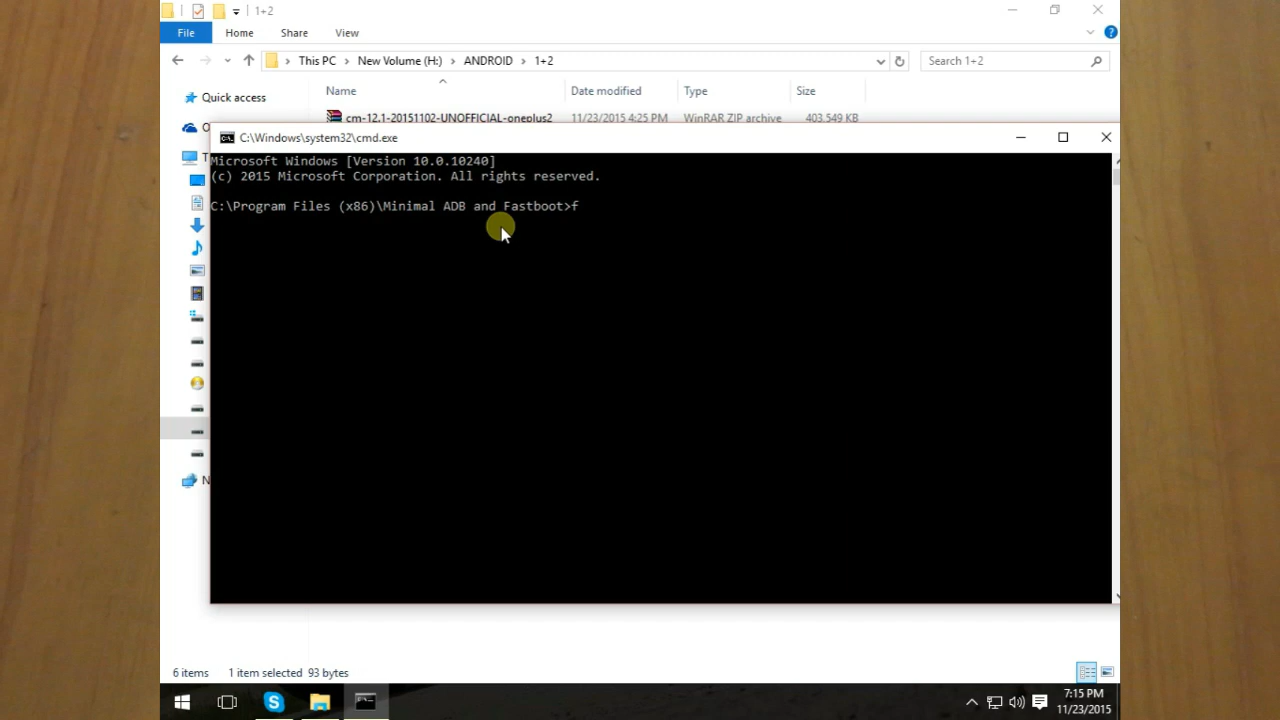 1+2
File Home Share View
This PC New Volume (H:) ANDROID 1+2 Search 1+2
Name Date modified Type Size
Quick access
cm-12.1-20151102-UNOFFICIAL-oneplus2 11/23/2015 4:25 PM WinRAR ZIP archive 403,549 KB
C:\Windows\system32\cmd.exe
Microsoft Windows [Version 10.0.10240]
(c) 2015 Microsoft Corporation. All rights reserved.
C:\Program Files (x86)\Minimal ADB and Fastboot>f
6 items 1 item selected 93 bytes
7:15 PM
11/23/2015